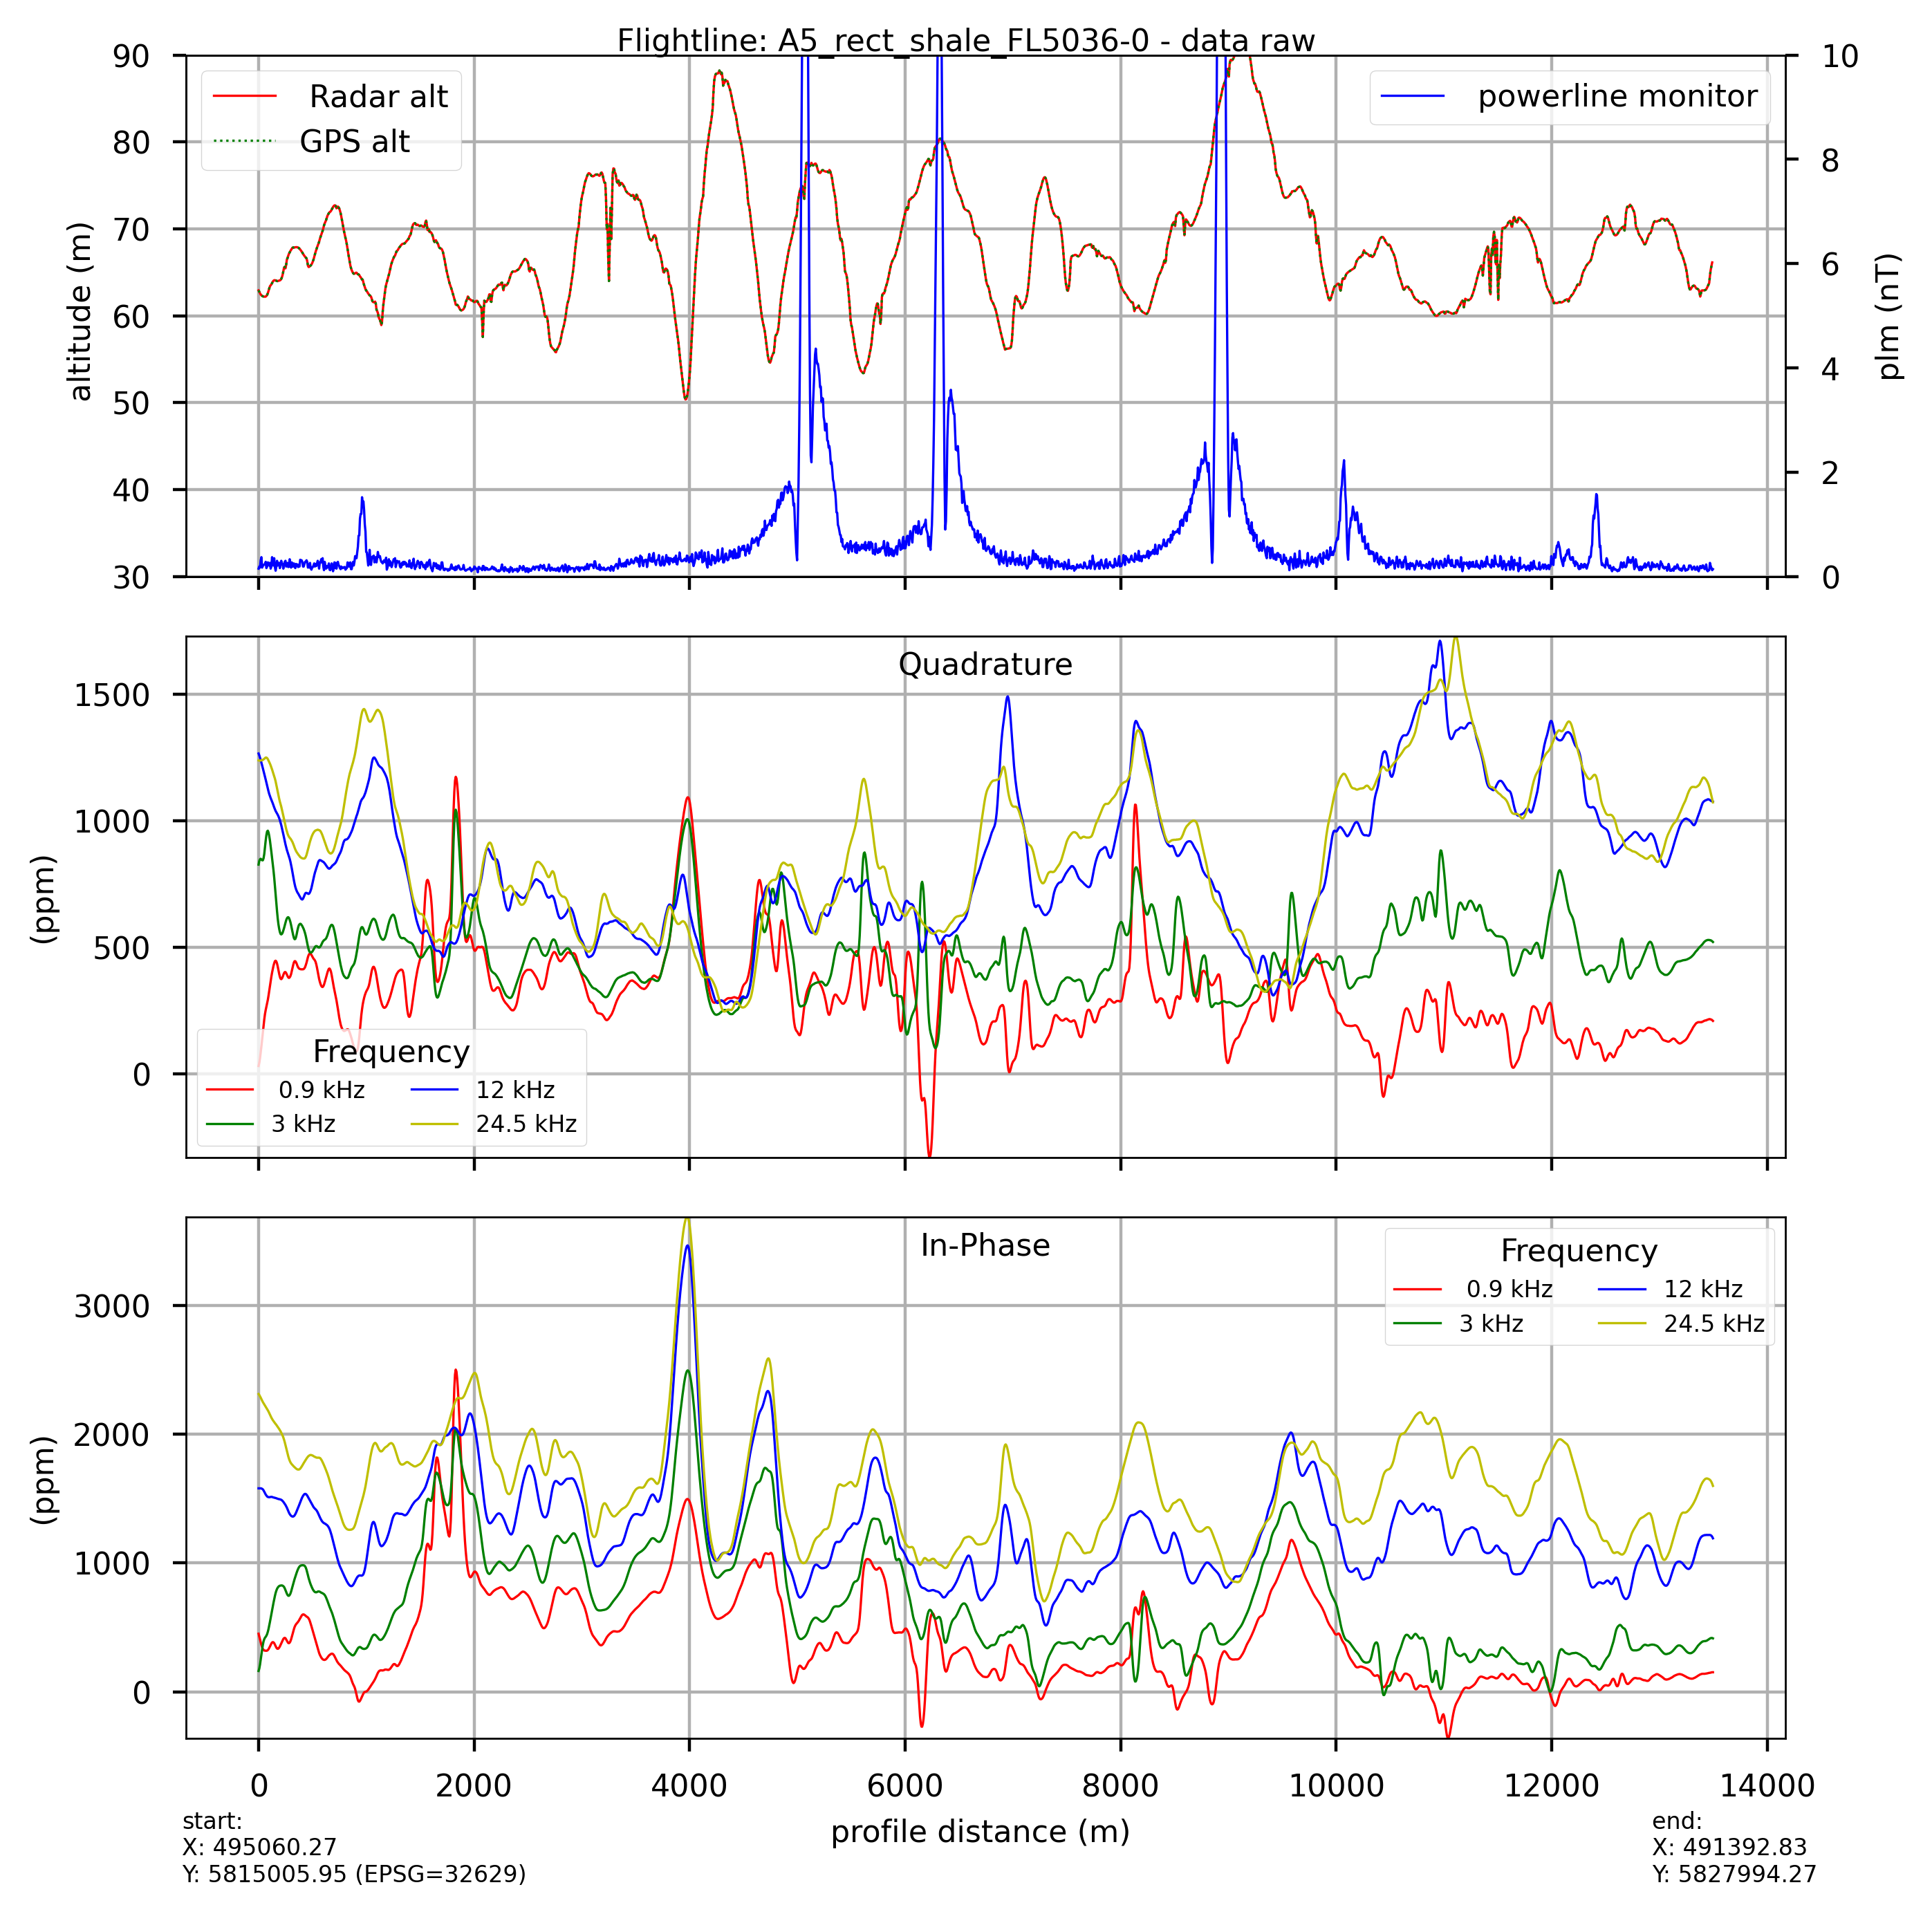 Flightline: A5_rect_shale_FL5036-0 - data raw
90
80
70
60
50
40
30
altitude (m)
Radar alt
GPS alt
powerline monitor
10
8
6
4
2
0
plm (nT)
Quadrature
1500
1000
500
0
(ppm)
Frequency
0.9 kHz 12 kHz
3 kHz 24.5 kHz
In-Phase
3000
2000
1000
0
(ppm)
Frequency
0.9 kHz 12 kHz
3 kHz 24.5 kHz
0 2000 4000 6000 8000 10000 12000 14000
profile distance (m)
start:
X: 495060.27
Y: 5815005.95 (EPSG=32629)
end:
X: 491392.83
Y: 5827994.27